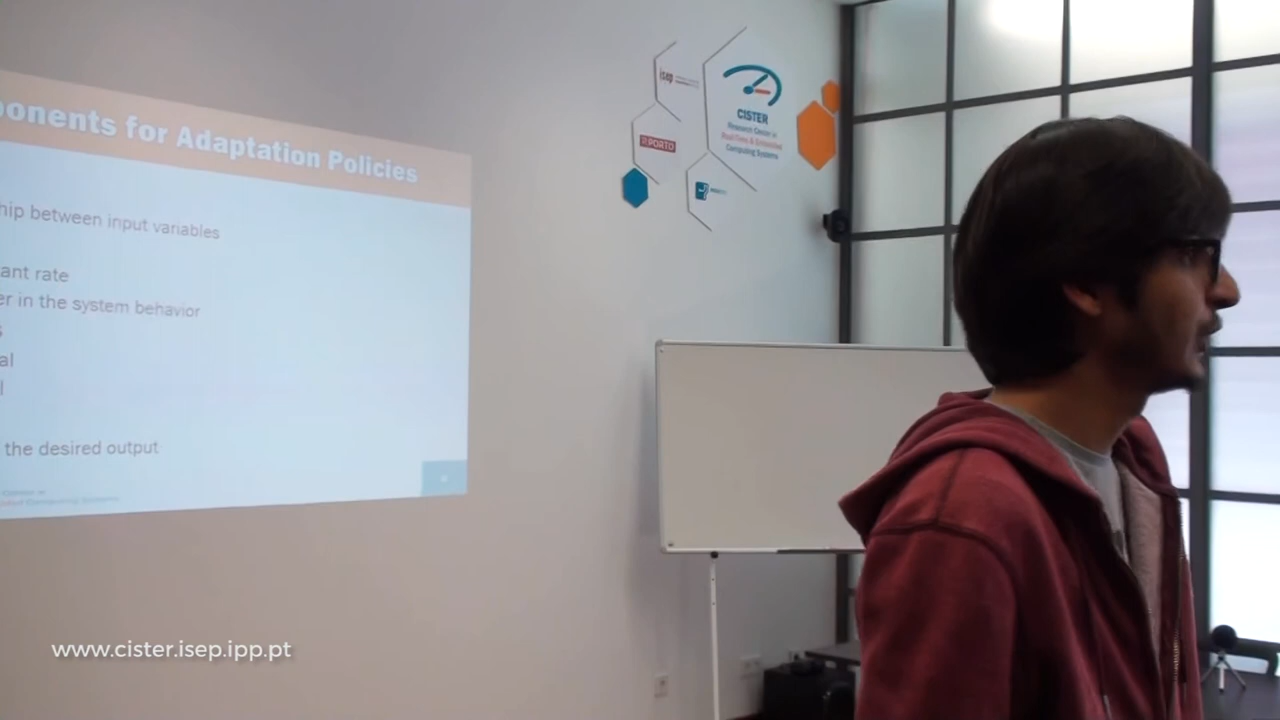 ponents for Adaptation Policies
hip between input variables
ant rate
er in the system behavior
s
al
l
the desired output
isep
P.PORTO
CISTER
Research Center in
Real-Time & Embedded
Computing Systems
www.cister.isep.ipp.pt